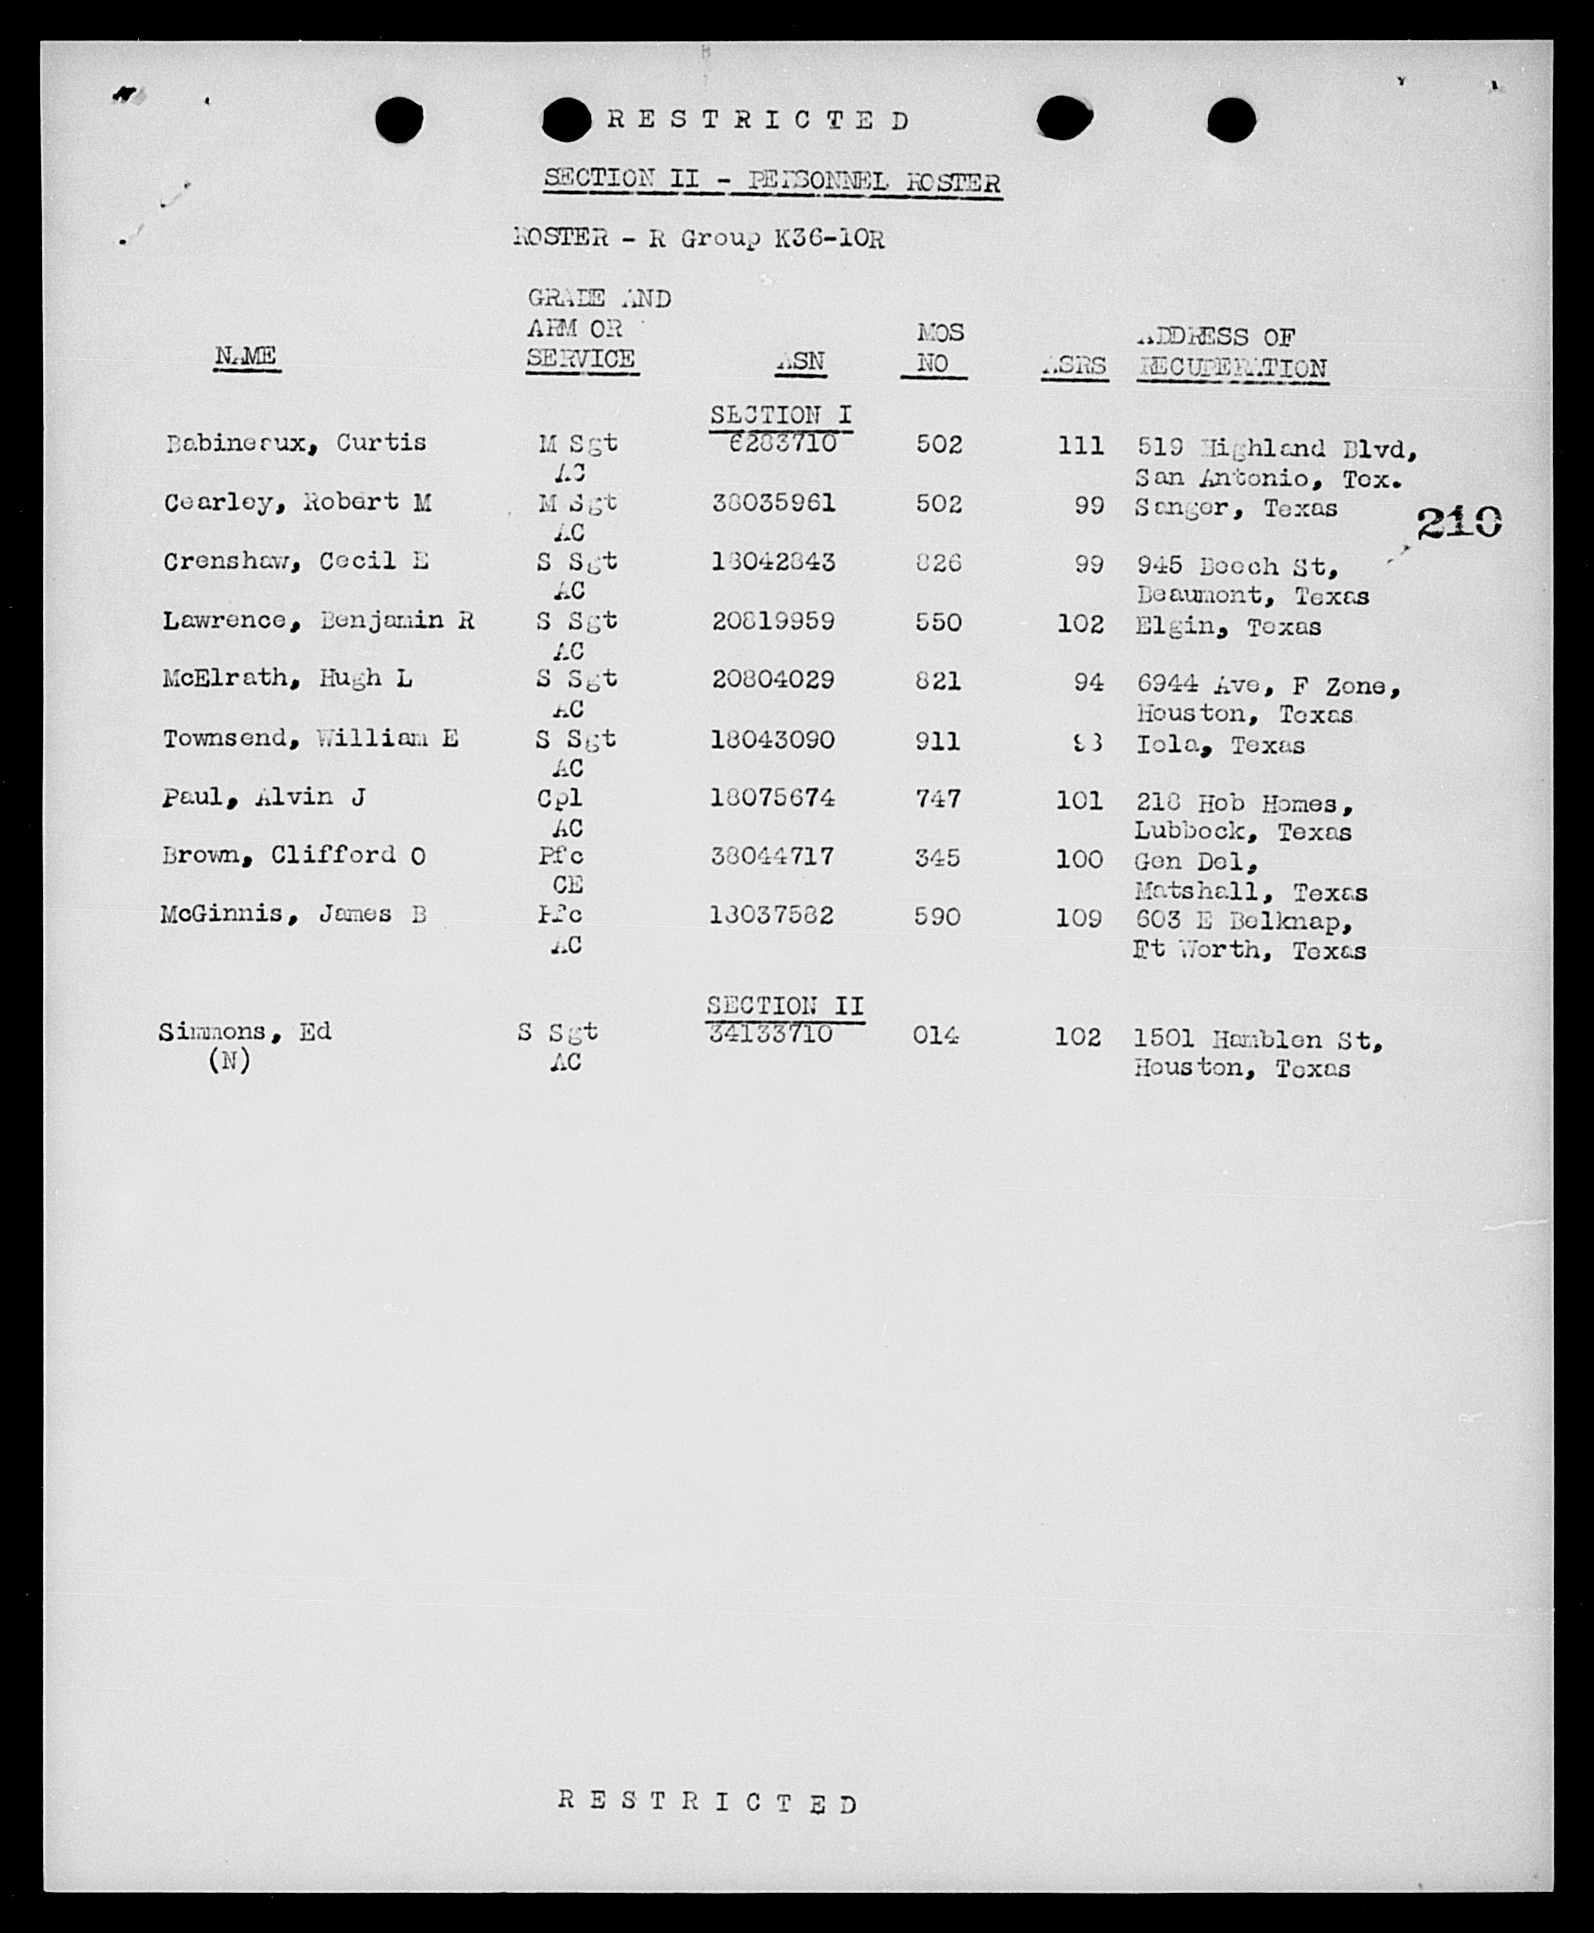 R E S T R I C T E D
SECTION II - PERSONNEL ROSTER
ROSTER - R Group K36-10R
GRADE AND
ARM OR MOS ADDRESS OF
NAME SERVICE ASN NO ASRS RECUPERATION
SECTION I
Babineaux, Curtis M Sgt 6283710 502 111 519 Highland Blvd,
AC San Antonio, Tex.
Cearley, Robert M M Sgt 38035961 502 99 Sanger, Texas
210
AC
Crenshaw, Cecil E S Sgt 18042843 826 99 945 Beech St,
AC Beaumont, Texas
Lawrence, Benjamin R S Sgt 20819959 550 102 Elgin, Texas
AC
McElrath, Hugh L S Sgt 20804029 821 94 6944 Ave, F Zone,
AC Houston, Texas
Townsend, William E S Sgt 18043090 911 Iola, Texas
AC
Paul, Alvin J Cpl 18075674 747 101 218 Hob Homes,
AC Lubbock, Texas
Brown, Clifford O Pfc 38044717 345 100 Gen Del,
CE Matshall, Texas
McGinnis, James B Pfc 18037582 590 109 603 E Belknap,
AC Ft Worth, Texas
SECTION II
Simmons, Ed S Sgt 34133710 014 102 1501 Hamblen St,
(N) AC Houston, Texas
R E S T R I C T E D